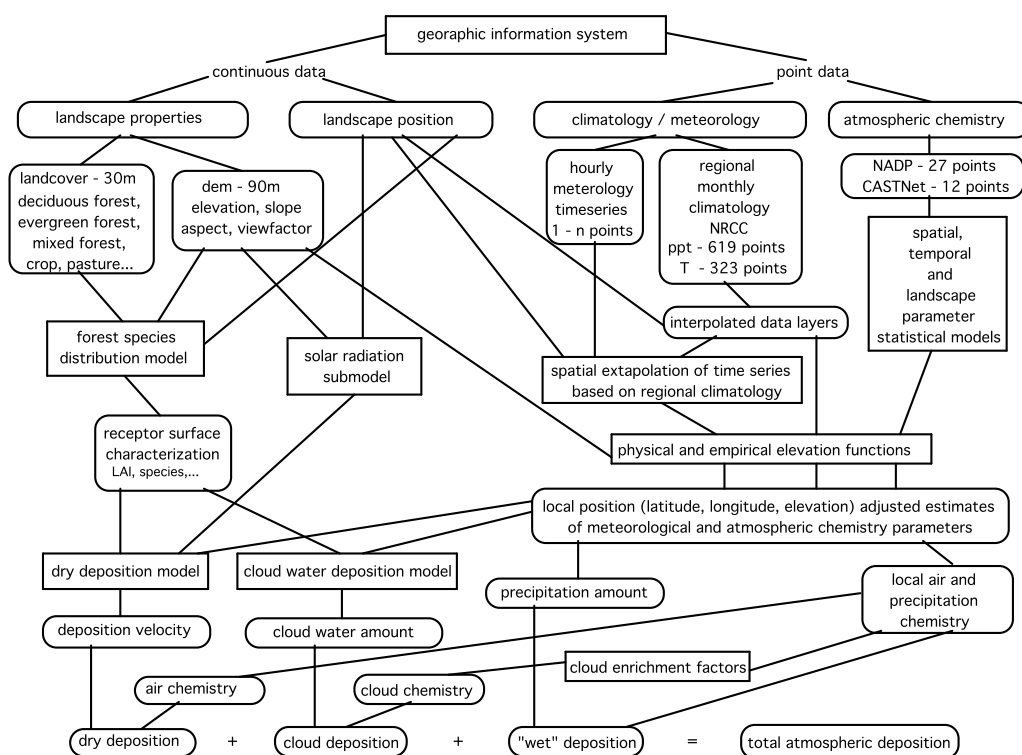 georaphic information system
continuous data
point data
landscape properties
landscape position
climatology / meteorology
atmospheric chemistry
landcover - 30m
deciduous forest,
evergreen forest,
mixed forest,
crop, pasture...
dem - 90m
elevation, slope
aspect, viewfactor
hourly
meterology
timeseries
1 - n points
regional
monthly
climatology
NRCC
ppt - 619 points
T - 323 points
NADP - 27 points
CASTNet - 12 points
spatial,
temporal
and
landscape
parameter
statistical models
forest species
distribution model
solar radiation
submodel
interpolated data layers
spatial extapolation of time series
based on regional climatology
receptor surface
characterization
LAI, species,...
physical and empirical elevation functions
local position (latitude, longitude, elevation) adjusted estimates
of meteorological and atmospheric chemistry parameters
dry deposition model
cloud water deposition model
precipitation amount
local air and
precipitation
chemistry
deposition velocity
cloud water amount
cloud enrichment factors
air chemistry
cloud chemistry
dry deposition + cloud deposition + "wet" deposition = total atmospheric deposition